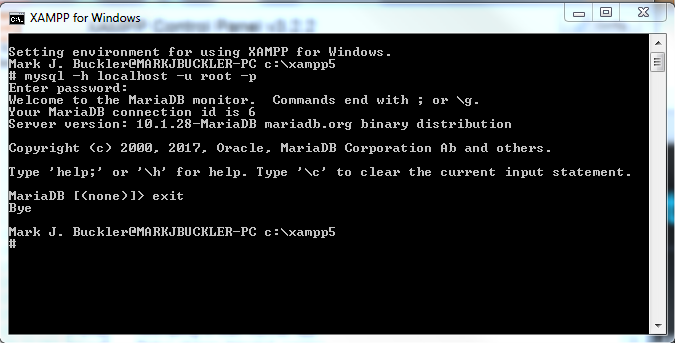 XAMPP for Windows
Setting environment for using XAMPP for Windows.
Mark J. Buckler@MARKJBUCKLER-PC c:\xampp5
# mysql -h localhost -u root -p
Enter password:
Welcome to the MariaDB monitor.  Commands end with ; or \g.
Your MariaDB connection id is 6
Server version: 10.1.28-MariaDB mariadb.org binary distribution
Copyright (c) 2000, 2017, Oracle, MariaDB Corporation Ab and others.
Type 'help;' or '\h' for help. Type '\c' to clear the current input statement.
MariaDB [(none)]> exit
Bye
Mark J. Buckler@MARKJBUCKLER-PC c:\xampp5
#